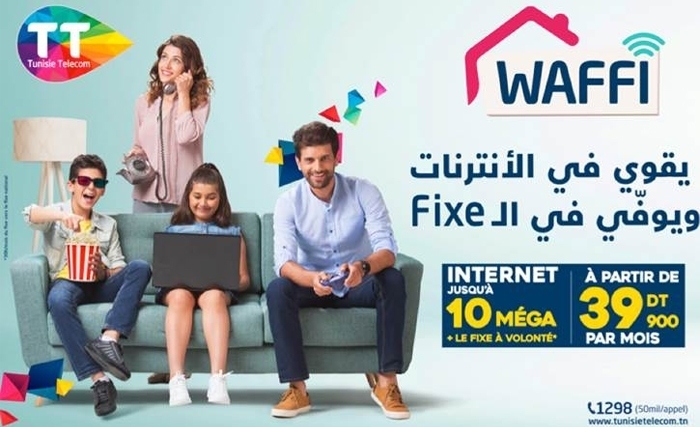 TT
Tunisie Telecom
WAFFI
يقوي في الأنترنات
ويوفّي في الـ Fixe
INTERNET
JUSQU'À
10 MÉGA
+ LE FIXE À VOLONTÉ*
À PARTIR DE
39 DT 900
PAR MOIS
1298 (50mil/appel)
www.tunisietelecom.tn